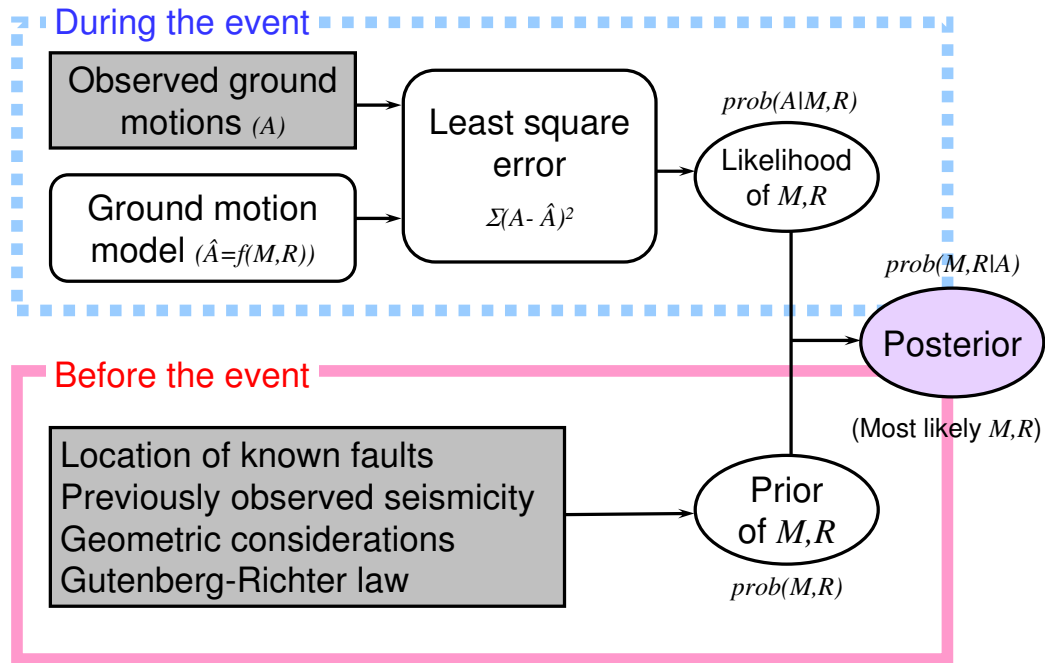 During the event
Observed ground
motions (A)
Ground motion
model (Â=f(M,R))
Least square
error
Σ(A- Â)²
prob(A|M,R)
Likelihood
of M,R
prob(M,R|A)
Posterior
(Most likely M,R)
Before the event
Location of known faults
Previously observed seismicity
Geometric considerations
Gutenberg-Richter law
Prior
of M,R
prob(M,R)